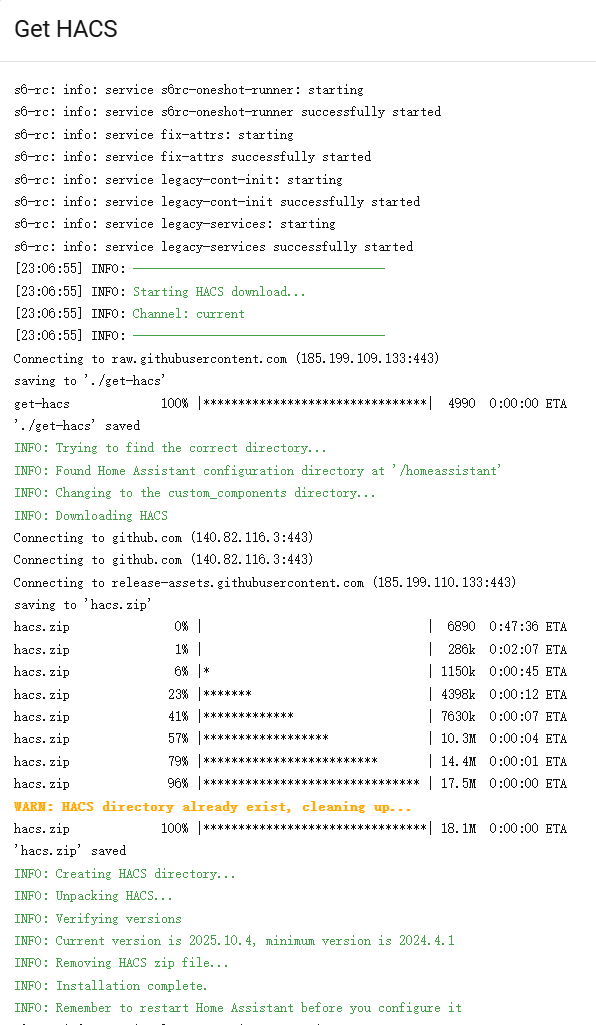 Get HACS
s6-rc: info: service s6rc-oneshot-runner: starting
s6-rc: info: service s6rc-oneshot-runner successfully started
s6-rc: info: service fix-attrs: starting
s6-rc: info: service fix-attrs successfully started
s6-rc: info: service legacy-cont-init: starting
s6-rc: info: service legacy-cont-init successfully started
s6-rc: info: service legacy-services: starting
s6-rc: info: service legacy-services successfully started
[23:06:55] INFO: ────────────────────────────────────
[23:06:55] INFO: Starting HACS download...
[23:06:55] INFO: Channel: current
[23:06:55] INFO: ────────────────────────────────────
Connecting to raw.githubusercontent.com (185.199.109.133:443)
saving to './get-hacs'
get-hacs             100% |********************************|  4990  0:00:00 ETA
'./get-hacs' saved
INFO: Trying to find the correct directory...
INFO: Found Home Assistant configuration directory at '/homeassistant'
INFO: Changing to the custom_components directory...
INFO: Downloading HACS
Connecting to github.com (140.82.116.3:443)
Connecting to github.com (140.82.116.3:443)
Connecting to release-assets.githubusercontent.com (185.199.110.133:443)
saving to 'hacs.zip'
hacs.zip               0% |                                |  6890  0:47:36 ETA
hacs.zip               1% |                                |  286k  0:02:07 ETA
hacs.zip               6% |*                               | 1150k  0:00:45 ETA
hacs.zip              23% |*******                         | 4398k  0:00:12 ETA
hacs.zip              41% |*************                   | 7630k  0:00:07 ETA
hacs.zip              57% |******************              | 10.3M  0:00:04 ETA
hacs.zip              79% |*************************       | 14.4M  0:00:01 ETA
hacs.zip              96% |******************************* | 17.5M  0:00:00 ETA
WARN: HACS directory already exist, cleaning up...
hacs.zip             100% |********************************| 18.1M  0:00:00 ETA
'hacs.zip' saved
INFO: Creating HACS directory...
INFO: Unpacking HACS...
INFO: Verifying versions
INFO: Current version is 2025.10.4, minimum version is 2024.4.1
INFO: Removing HACS zip file...
INFO: Installation complete.
INFO: Remember to restart Home Assistant before you configure it